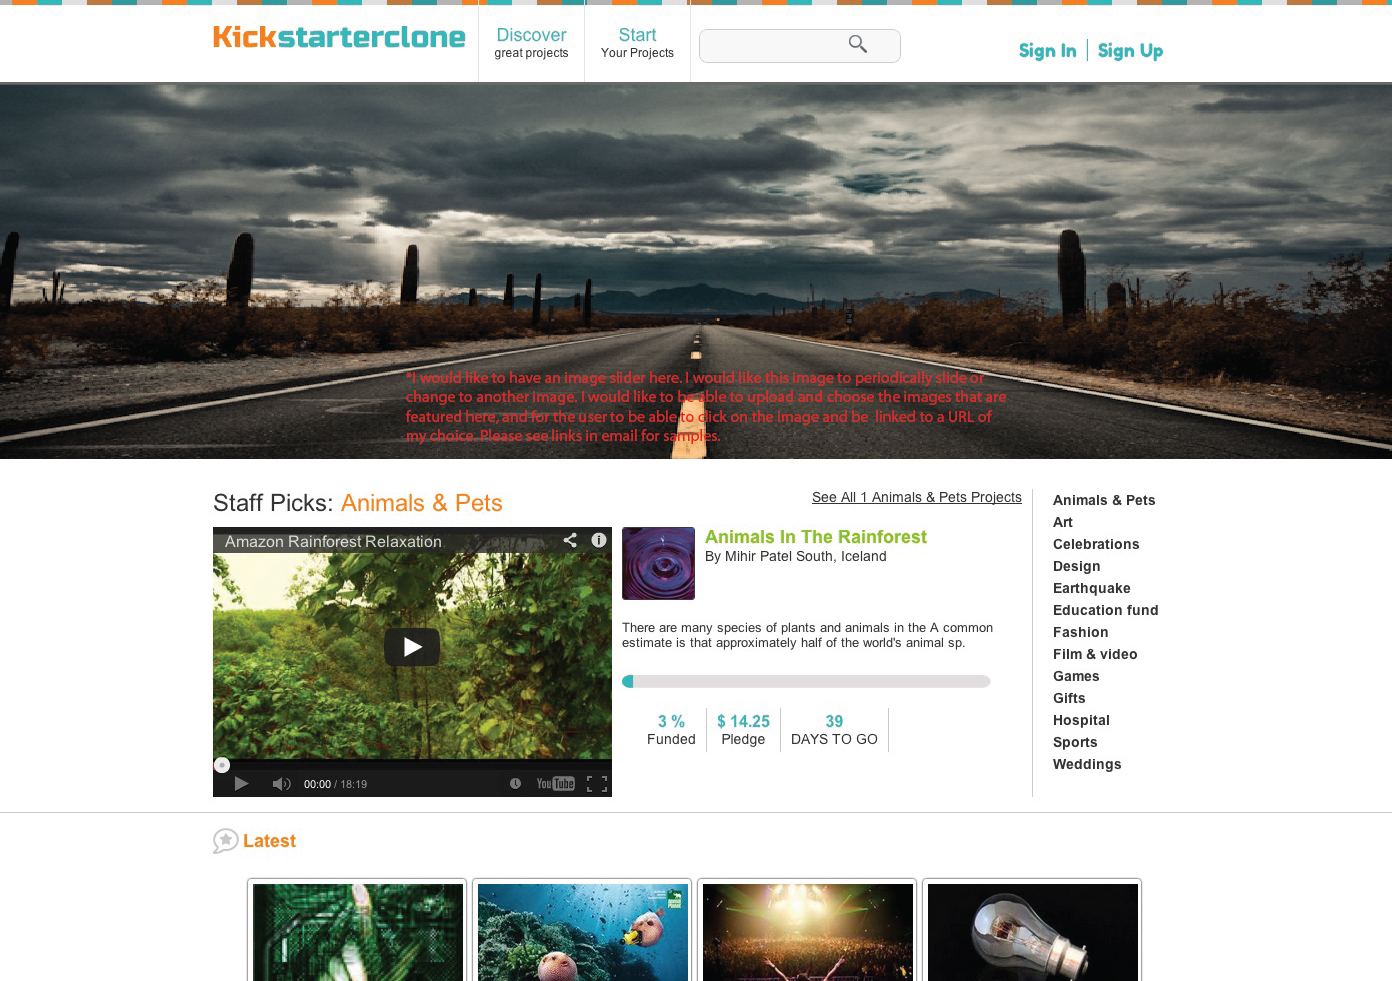 Kickstarterclone
Discover
great projects
Start
Your Projects
Sign In
Sign Up
*I would like to have an image slider here. I would like this image to periodically slide or
change to another image. I would like to be able to upload and choose the images that are
featured here, and for the user to be able to click on the image and be linked to a URL of
my choice. Please see links in email for samples.
Staff Picks: Animals & Pets
See All 1 Animals & Pets Projects
Amazon Rainforest Relaxation
00:00 / 18:19
YouTube
Animals In The Rainforest
By Mihir Patel South, Iceland
There are many species of plants and animals in the A common
estimate is that approximately half of the world's animal sp.
3 %
Funded
$ 14.25
Pledge
39
DAYS TO GO
Animals & Pets
Art
Celebrations
Design
Earthquake
Education fund
Fashion
Film & video
Games
Gifts
Hospital
Sports
Weddings
Latest